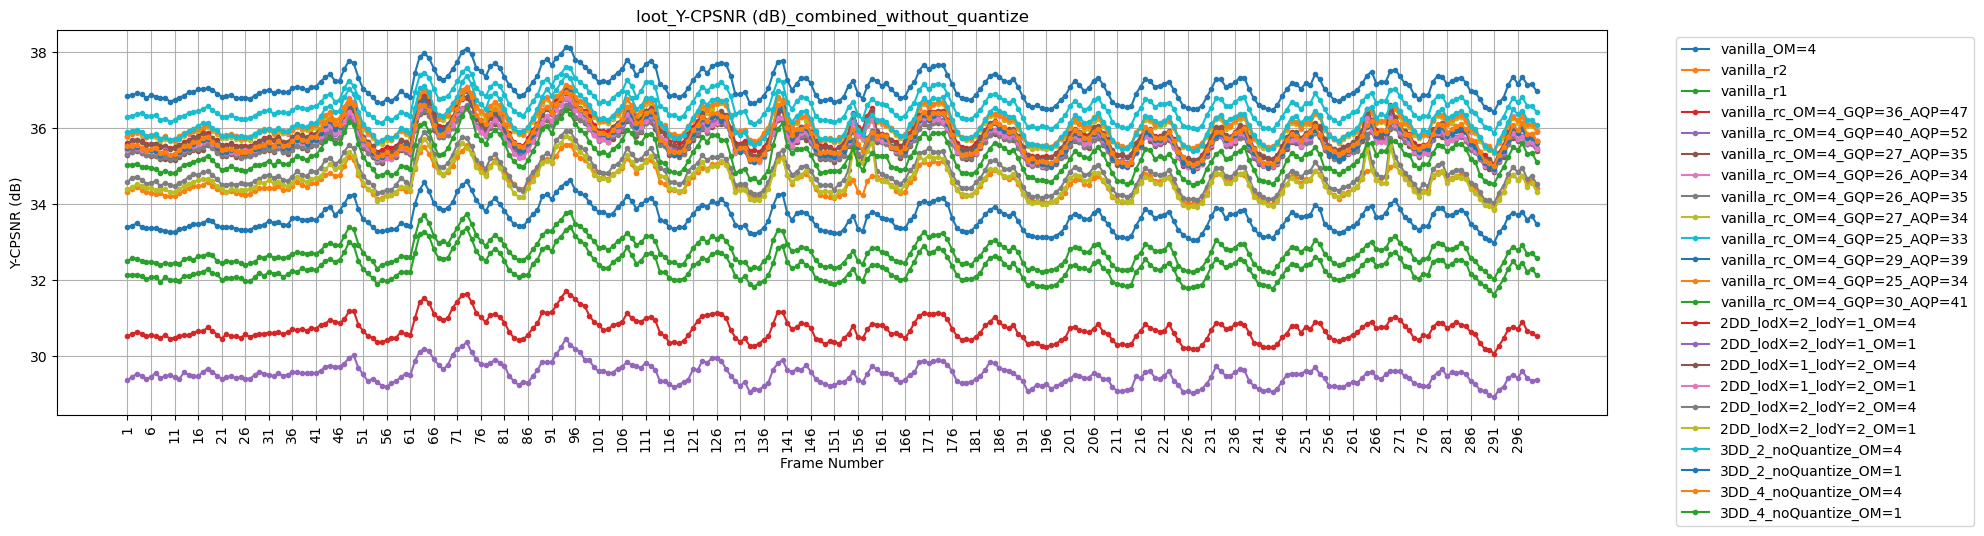 loot_Y-CPSNR (dB)_combined_without_quantize
Y-CPSNR (dB)
38
36
34
32
30
1 6 11 16 21 26 31 36 41 46 51 56 61 66 71 76 81 86 91 96 101 106 111 116 121 126 131 136 141 146 151 156 161 166 171 176 181 186 191 196 201 206 211 216 221 226 231 236 241 246 251 256 261 266 271 276 281 286 291 296
Frame Number
vanilla_OM=4
vanilla_r2
vanilla_r1
vanilla_rc_OM=4_GQP=36_AQP=47
vanilla_rc_OM=4_GQP=40_AQP=52
vanilla_rc_OM=4_GQP=27_AQP=35
vanilla_rc_OM=4_GQP=26_AQP=34
vanilla_rc_OM=4_GQP=26_AQP=35
vanilla_rc_OM=4_GQP=27_AQP=34
vanilla_rc_OM=4_GQP=25_AQP=33
vanilla_rc_OM=4_GQP=29_AQP=39
vanilla_rc_OM=4_GQP=25_AQP=34
vanilla_rc_OM=4_GQP=30_AQP=41
2DD_lodX=2_lodY=1_OM=4
2DD_lodX=2_lodY=1_OM=1
2DD_lodX=1_lodY=2_OM=4
2DD_lodX=1_lodY=2_OM=1
2DD_lodX=2_lodY=2_OM=4
2DD_lodX=2_lodY=2_OM=1
3DD_2_noQuantize_OM=4
3DD_2_noQuantize_OM=1
3DD_4_noQuantize_OM=4
3DD_4_noQuantize_OM=1